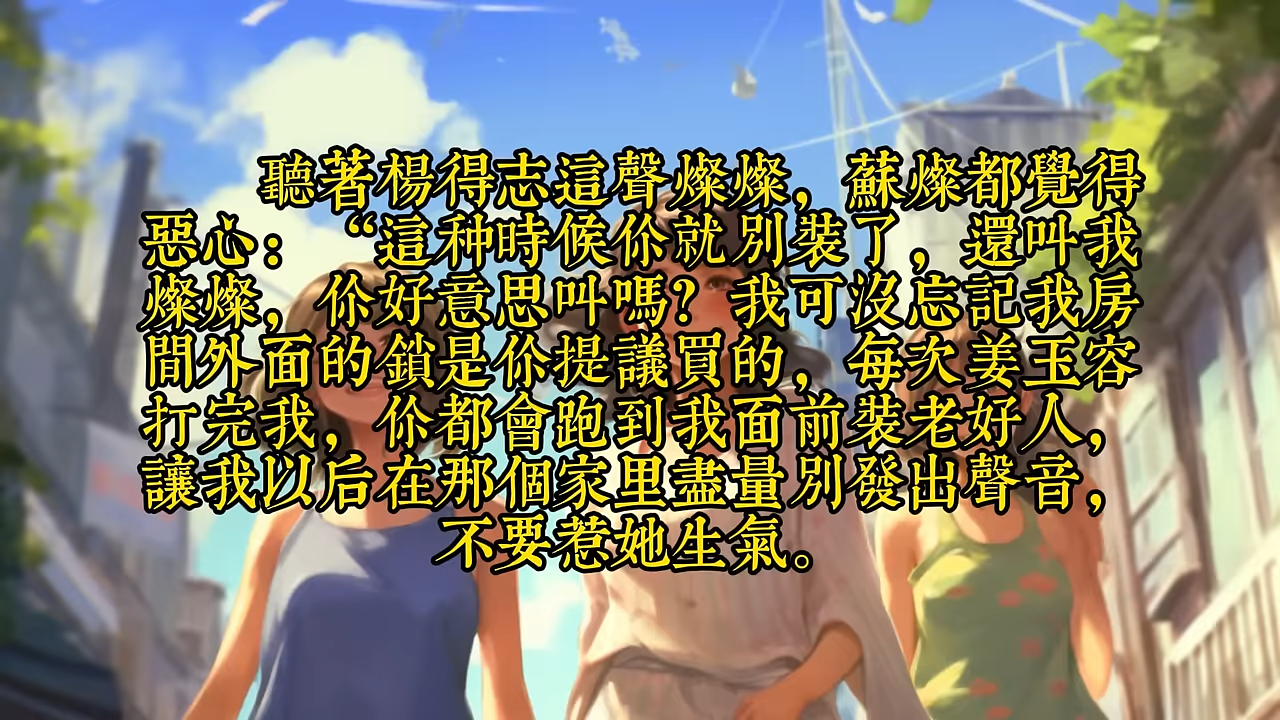 聽著楊得志這聲燦燦，蘇燦都覺得
惡心：“這种時候你就別裝了，還叫我
燦燦，你好意思叫嗎？我可沒忘記我房
間外面的鎖是你提議買的，每次姜玉容
打完我，你都會跑到我面前裝老好人，
讓我以后在那個家里盡量別發出聲音，
不要惹她生氣。